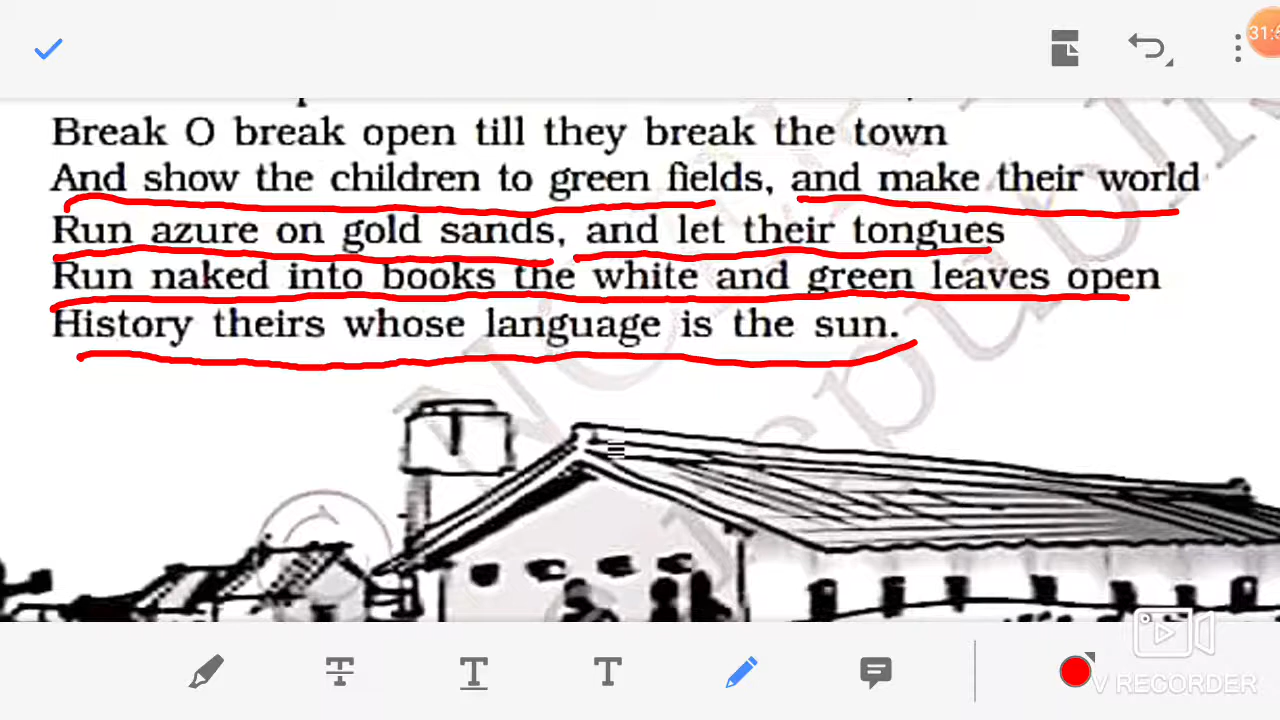 31:
Break O break open till they break the town
And show the children to green fields, and make their world
Run azure on gold sands, and let their tongues
Run naked into books the white and green leaves open
History theirs whose language is the sun.
V RECORDER